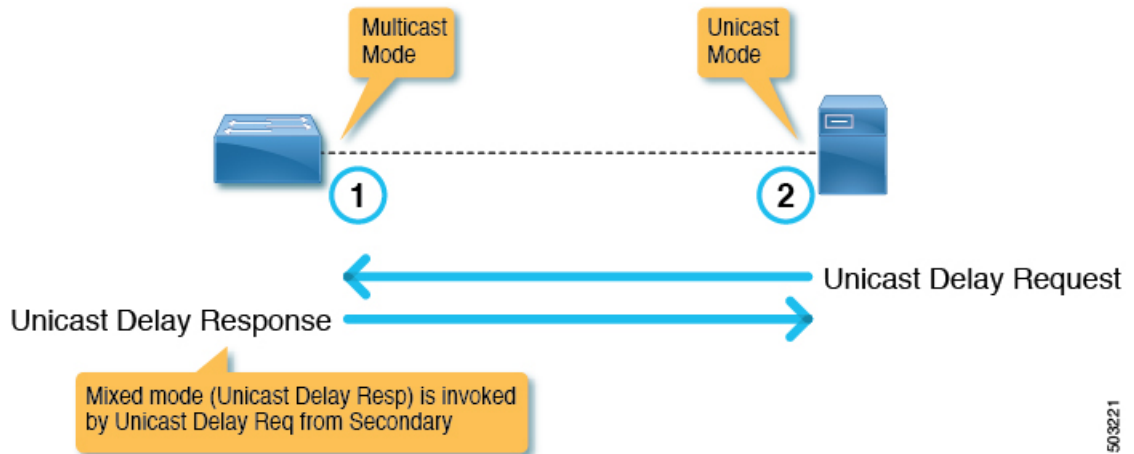 Multicast
Mode
Unicast
Mode
1
2
Unicast Delay Request
Unicast Delay Response
Mixed mode (Unicast Delay Resp) is invoked
by Unicast Delay Req from Secondary
503221